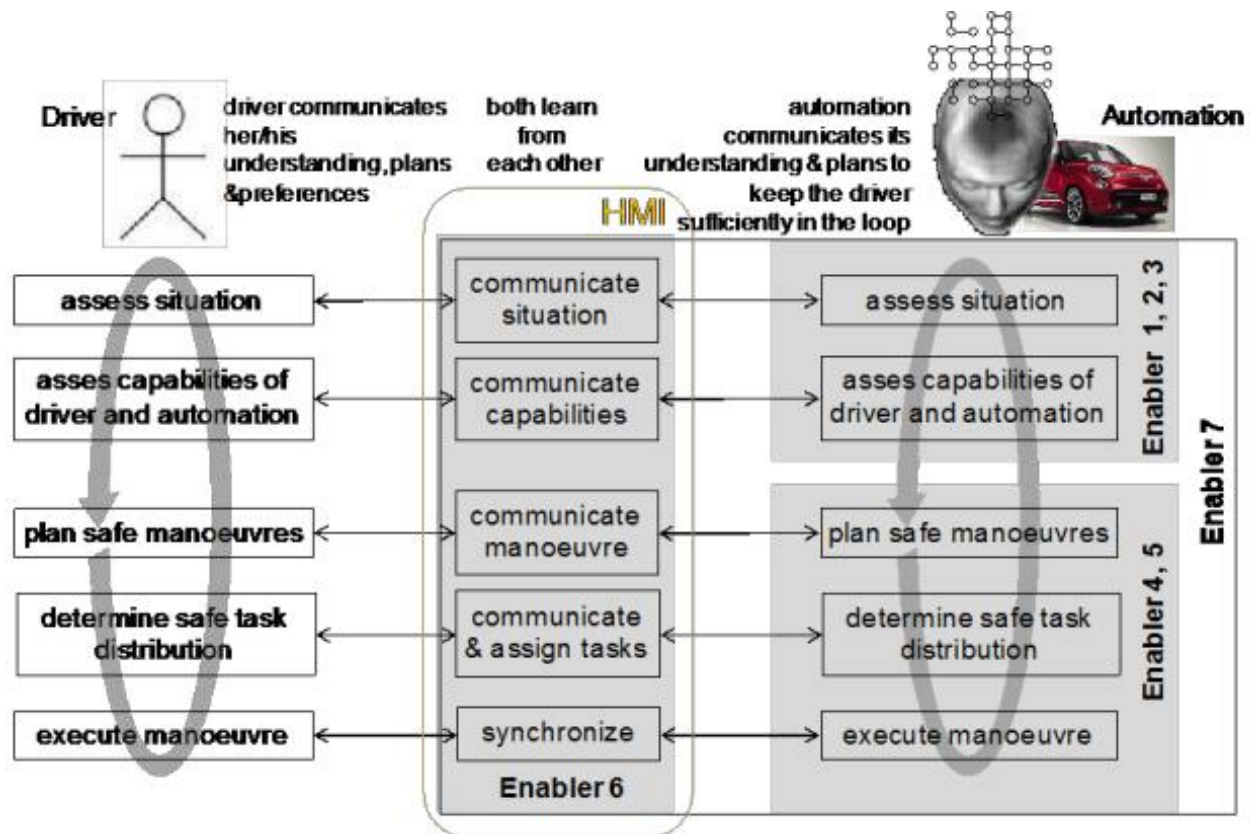 Driver
driver communicates
her/his
understanding, plans
&preferences
both learn
from
each other
automation
communicates its
understanding & plans to
keep the driver
sufficiently in the loop
Automation
HMI
assess situation
communicate
situation
assess situation
asses capabilities of
driver and automation
communicate
capabilities
asses capabilities of
driver and automation
Enabler 1, 2, 3
plan safe manoeuvres
communicate
manoeuvre
plan safe manoeuvres
determine safe task
distribution
communicate
& assign tasks
determine safe task
distribution
Enabler 4, 5
execute manoeuvre
synchronize
execute manoeuvre
Enabler 6
Enabler 7